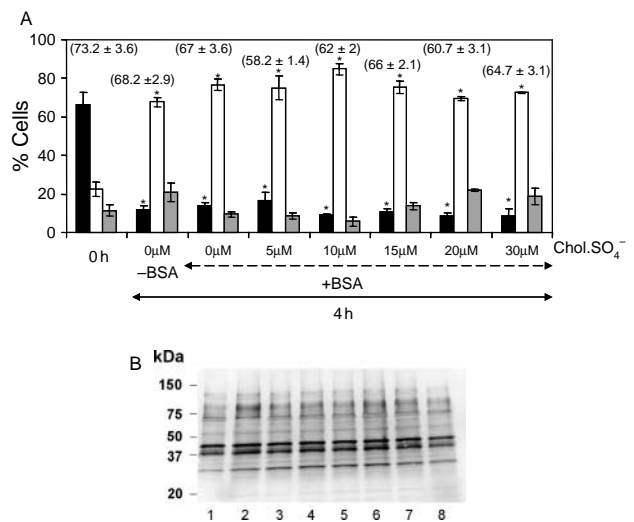 A
(73.2 ± 3.6) (67 ± 3.6) (62 ± 2) (60.7 ± 3.1)
(68.2 ±2.9) (58.2 ± 1.4) (66 ± 2.1) (64.7 ± 3.1)
100
80
60
40
20
0
% Cells
0 h 0µM 0µM 5µM 10µM 15µM 20µM 30µM Chol.SO4−
–BSA
+BSA
4 h
B kDa
150
75
50
37
20
1 2 3 4 5 6 7 8